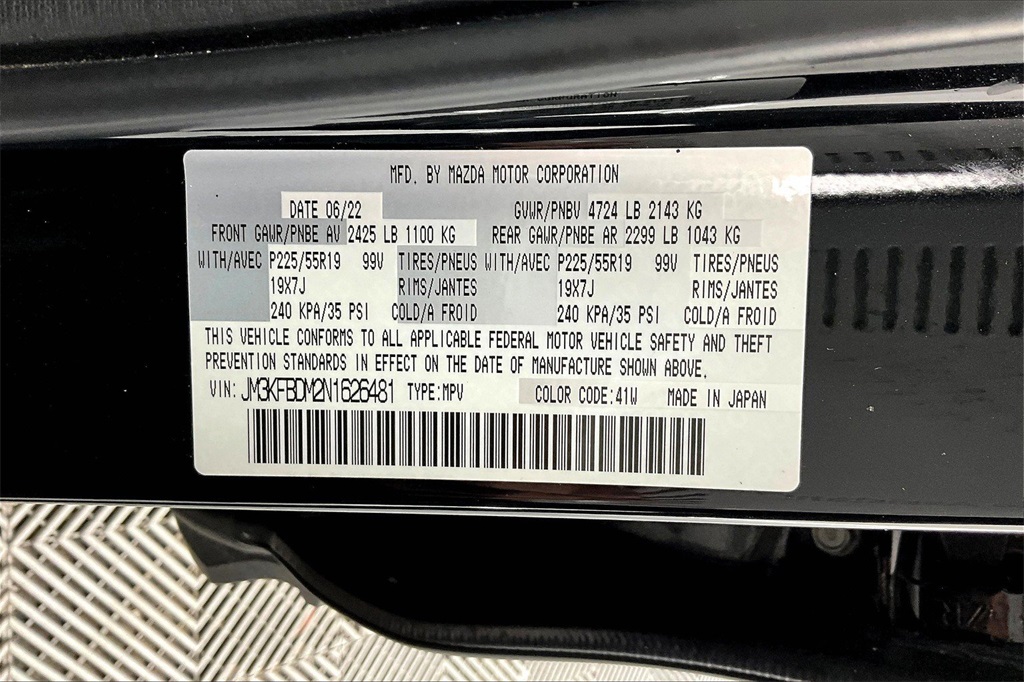 MFD. BY MAZDA MOTOR CORPORATION
DATE 06/22 GVWR/PNBV 4724 LB 2143 KG
FRONT GAWR/PNBE AV 2425 LB 1100 KG REAR GAWR/PNBE AR 2299 LB 1043 KG
WITH/AVEC P225/55R19 99V TIRES/PNEUS WITH/AVEC P225/55R19 99V TIRES/PNEUS
19X7J RIMS/JANTES 19X7J RIMS/JANTES
240 KPA/35 PSI COLD/A FROID 240 KPA/35 PSI COLD/A FROID
THIS VEHICLE CONFORMS TO ALL APPLICABLE FEDERAL MOTOR VEHICLE SAFETY AND THEFT
PREVENTION STANDARDS IN EFFECT ON THE DATE OF MANUFACTURE SHOWN ABOVE.
VIN: JM3KFBDM2N1626481 TYPE:MPV COLOR CODE:41W MADE IN JAPAN